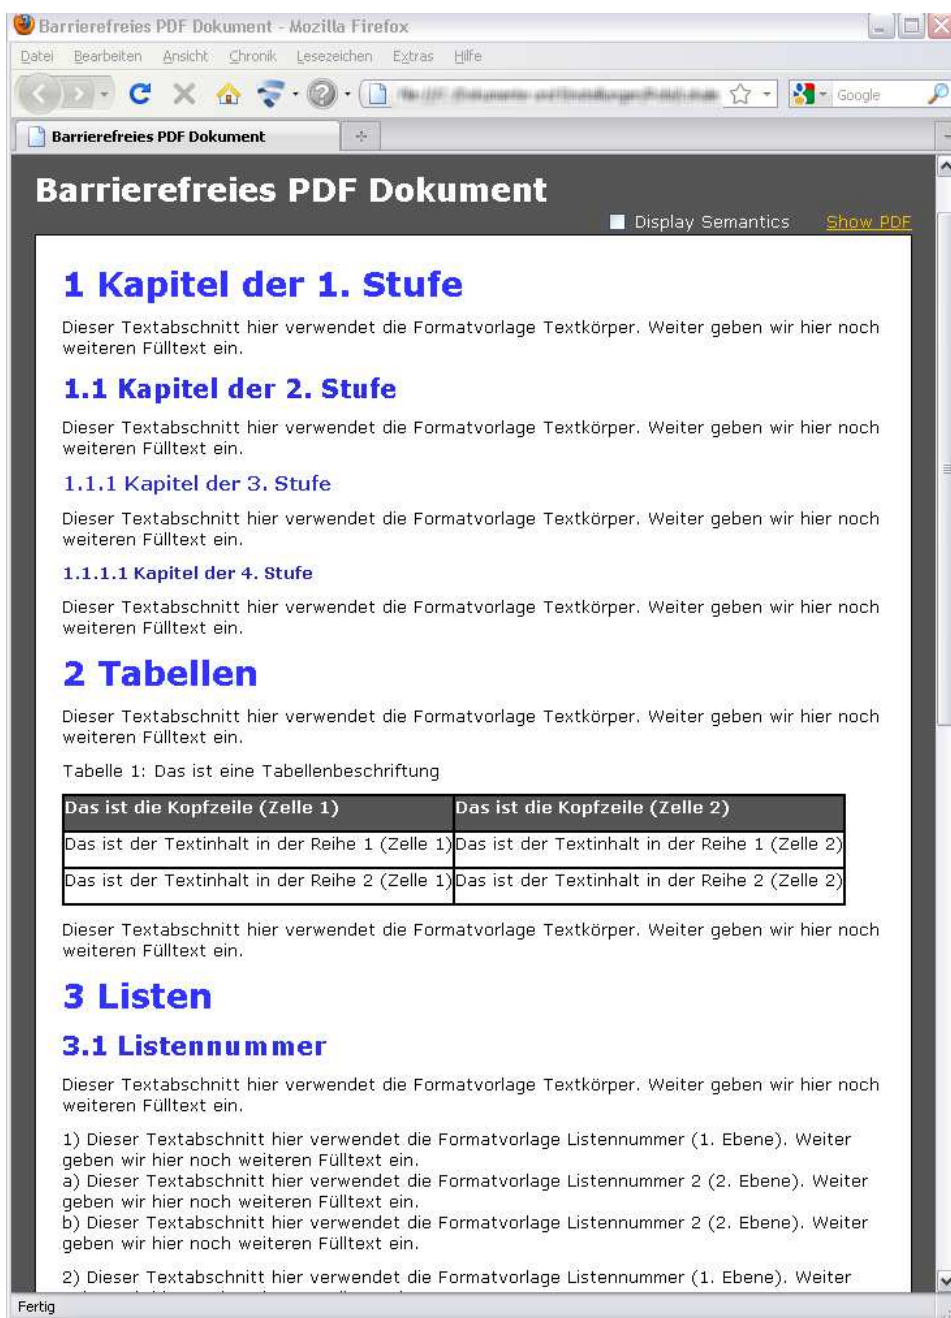 Barrierefreies PDF Dokument - Mozilla Firefox
Datei Bearbeiten Ansicht Chronik Lesezeichen Extras Hilfe
Google
Barrierefreies PDF Dokument
Barrierefreies PDF Dokument
Display Semantics Show PDF
1 Kapitel der 1. Stufe
Dieser Textabschnitt hier verwendet die Formatvorlage Textkörper. Weiter geben wir hier noch
weiteren Fülltext ein.
1.1 Kapitel der 2. Stufe
Dieser Textabschnitt hier verwendet die Formatvorlage Textkörper. Weiter geben wir hier noch
weiteren Fülltext ein.
1.1.1 Kapitel der 3. Stufe
Dieser Textabschnitt hier verwendet die Formatvorlage Textkörper. Weiter geben wir hier noch
weiteren Fülltext ein.
1.1.1.1 Kapitel der 4. Stufe
Dieser Textabschnitt hier verwendet die Formatvorlage Textkörper. Weiter geben wir hier noch
weiteren Fülltext ein.
2 Tabellen
Dieser Textabschnitt hier verwendet die Formatvorlage Textkörper. Weiter geben wir hier noch
weiteren Fülltext ein.
Tabelle 1: Das ist eine Tabellenbeschriftung
Das ist die Kopfzeile (Zelle 1) Das ist die Kopfzeile (Zelle 2)
Das ist der Textinhalt in der Reihe 1 (Zelle 1) Das ist der Textinhalt in der Reihe 1 (Zelle 2)
Das ist der Textinhalt in der Reihe 2 (Zelle 1) Das ist der Textinhalt in der Reihe 2 (Zelle 2)
Dieser Textabschnitt hier verwendet die Formatvorlage Textkörper. Weiter geben wir hier noch
weiteren Fülltext ein.
3 Listen
3.1 Listennummer
Dieser Textabschnitt hier verwendet die Formatvorlage Textkörper. Weiter geben wir hier noch
weiteren Fülltext ein.
1) Dieser Textabschnitt hier verwendet die Formatvorlage Listennummer (1. Ebene). Weiter
geben wir hier noch weiteren Fülltext ein.
a) Dieser Textabschnitt hier verwendet die Formatvorlage Listennummer 2 (2. Ebene). Weiter
geben wir hier noch weiteren Fülltext ein.
b) Dieser Textabschnitt hier verwendet die Formatvorlage Listennummer 2 (2. Ebene). Weiter
geben wir hier noch weiteren Fülltext ein.
2) Dieser Textabschnitt hier verwendet die Formatvorlage Listennummer (1. Ebene). Weiter
Fertig